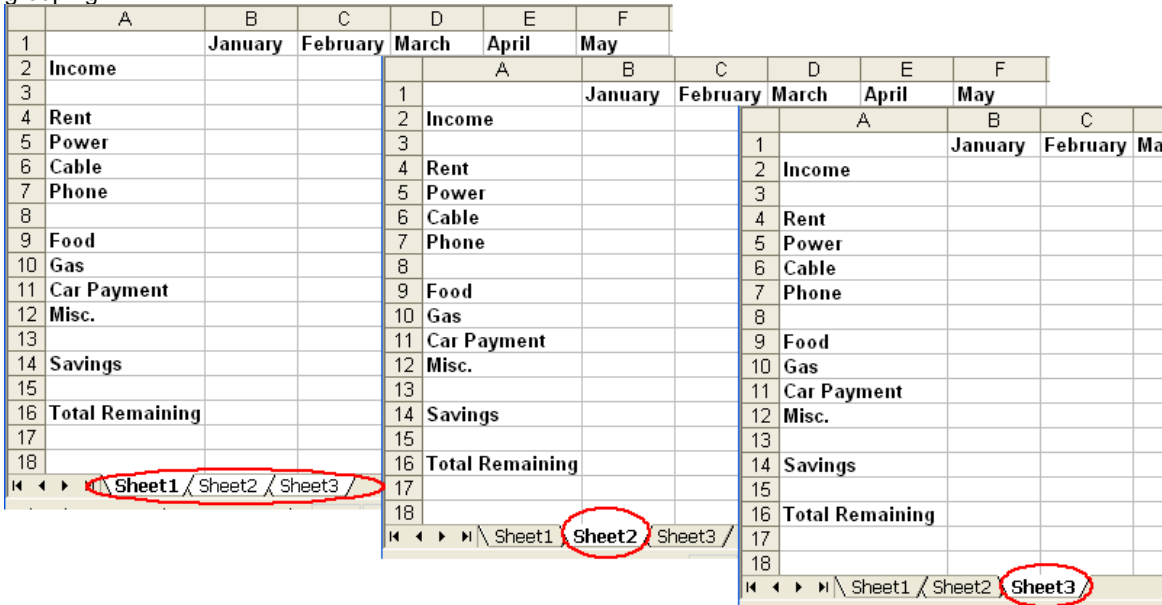 grouping
A B C D E F
1 January February March April May
2 Income
3
4 Rent
5 Power
6 Cable
7 Phone
8
9 Food
10 Gas
11 Car Payment
12 Misc.
13
14 Savings
15
16 Total Remaining
17
18
Sheet1 Sheet2 Sheet3
A B C D E F
1 January February March April May
2 Income
3
4 Rent
5 Power
6 Cable
7 Phone
8
9 Food
10 Gas
11 Car Payment
12 Misc.
13
14 Savings
15
16 Total Remaining
17
18
Sheet1 Sheet2 Sheet3
A B C
1 January February Ma
2 Income
3
4 Rent
5 Power
6 Cable
7 Phone
8
9 Food
10 Gas
11 Car Payment
12 Misc.
13
14 Savings
15
16 Total Remaining
17
18
Sheet1 Sheet2 Sheet3